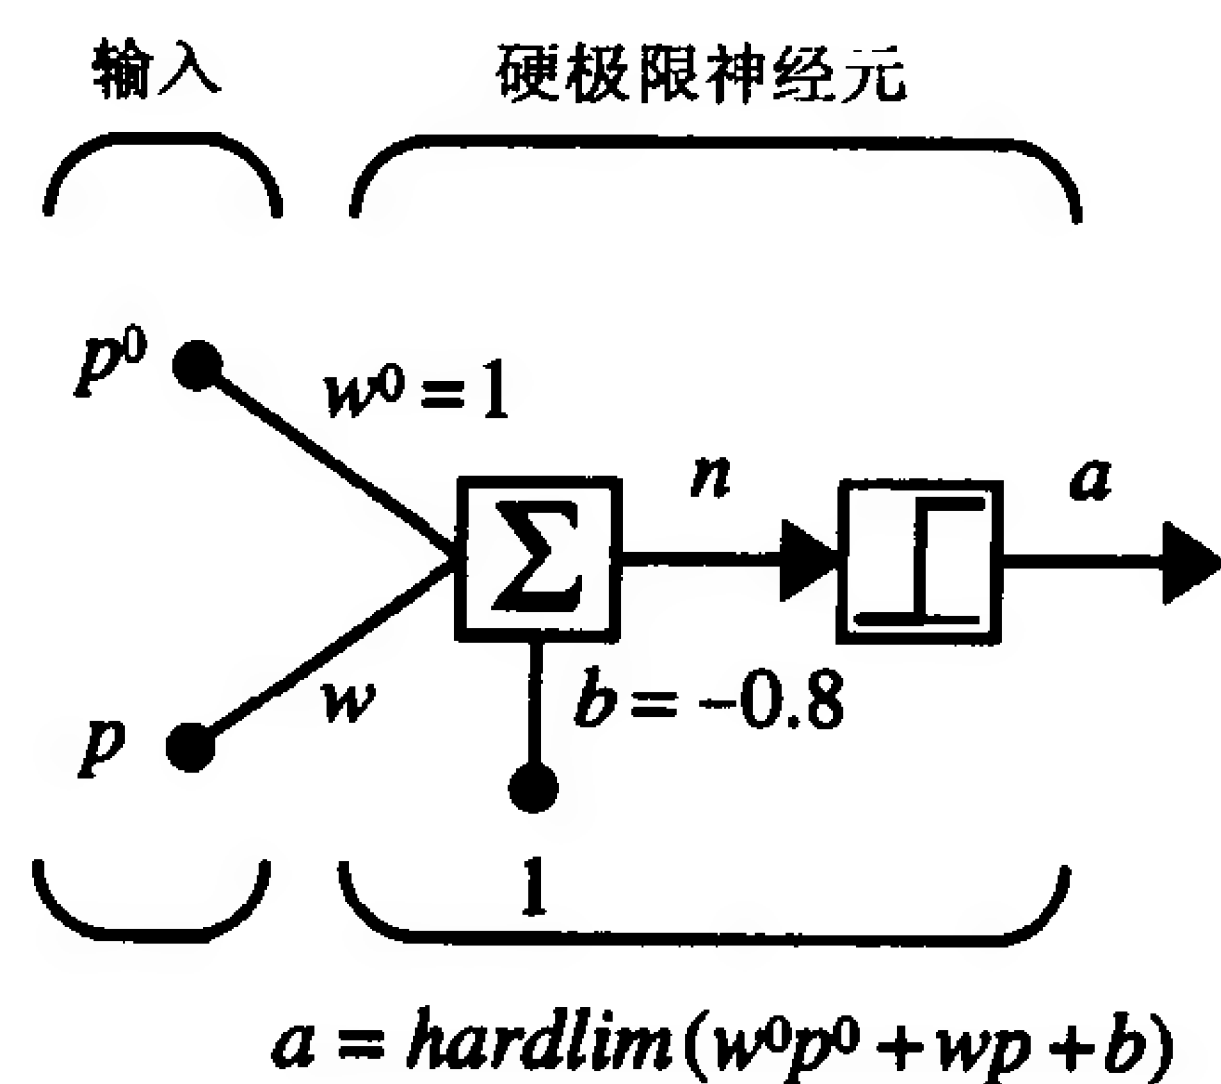 输入 硬极限神经元
p⁰
w⁰ = 1
n
a
Σ
w
b = -0.8
p
1
a = hardlim(w⁰p⁰ + wp + b)